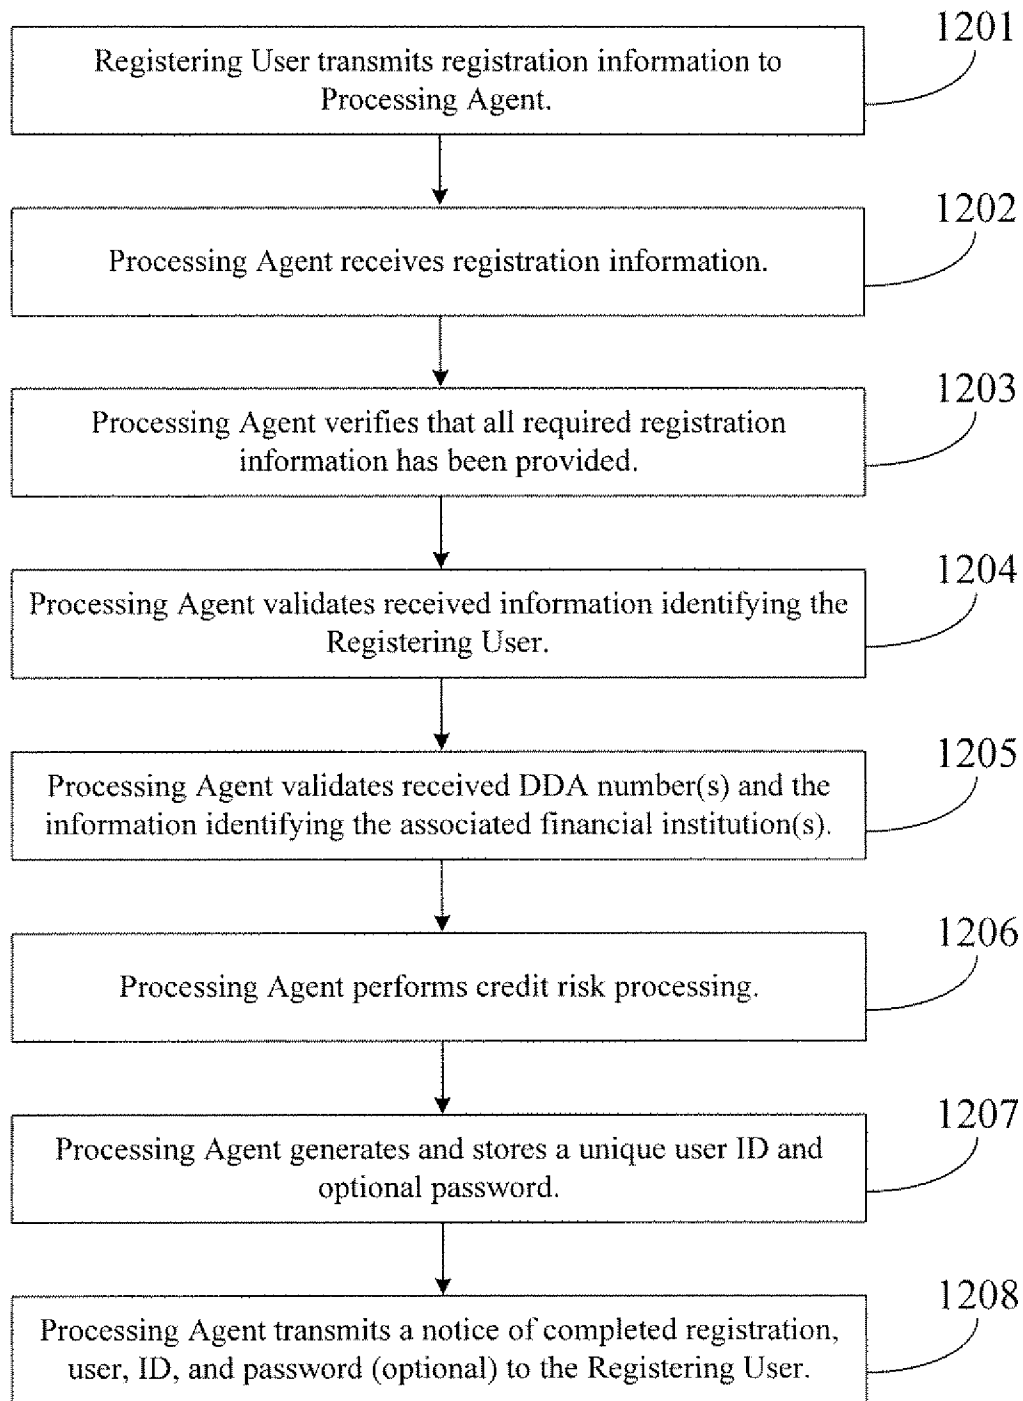 1201
Registering User transmits registration information to
Processing Agent.
1202
Processing Agent receives registration information.
1203
Processing Agent verifies that all required registration
information has been provided.
1204
Processing Agent validates received information identifying the
Registering User.
1205
Processing Agent validates received DDA number(s) and the
information identifying the associated financial institution(s).
1206
Processing Agent performs credit risk processing.
1207
Processing Agent generates and stores a unique user ID and
optional password.
1208
Processing Agent transmits a notice of completed registration,
user, ID, and password (optional) to the Registering User.